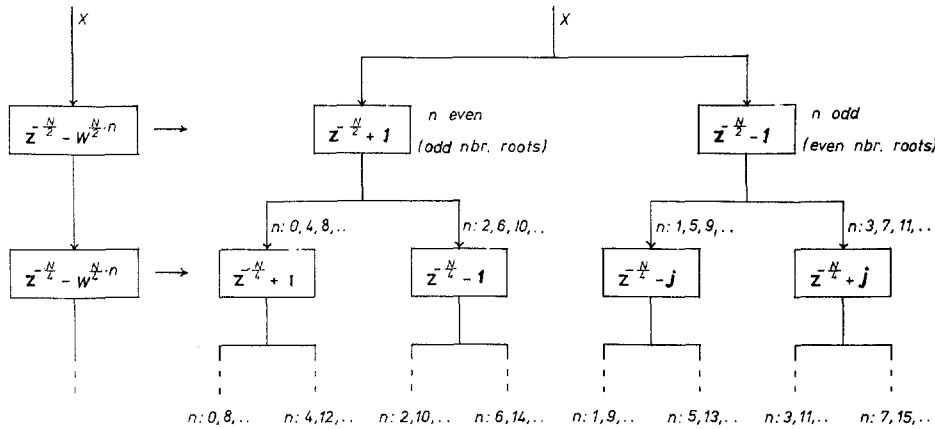 X X
z^{-N/2} - W^{N/2·n} z^{-N/2} + 1 n even (odd nbr. roots) z^{-N/2} - 1 n odd (even nbr. roots)
n: 0, 4, 8, .. n: 2, 6, 10, .. n: 1, 5, 9, .. n: 3, 7, 11, ..
z^{-N/4} - W^{N/4·n} z^{-N/4} + 1 z^{-N/4} - 1 z^{-N/4} - j z^{-N/4} + j
n: 0, 8, .. n: 4, 12, .. n: 2, 10, .. n: 6, 14, .. n: 1, 9, .. n: 5, 13, .. n: 3, 11, .. n: 7, 15, ..